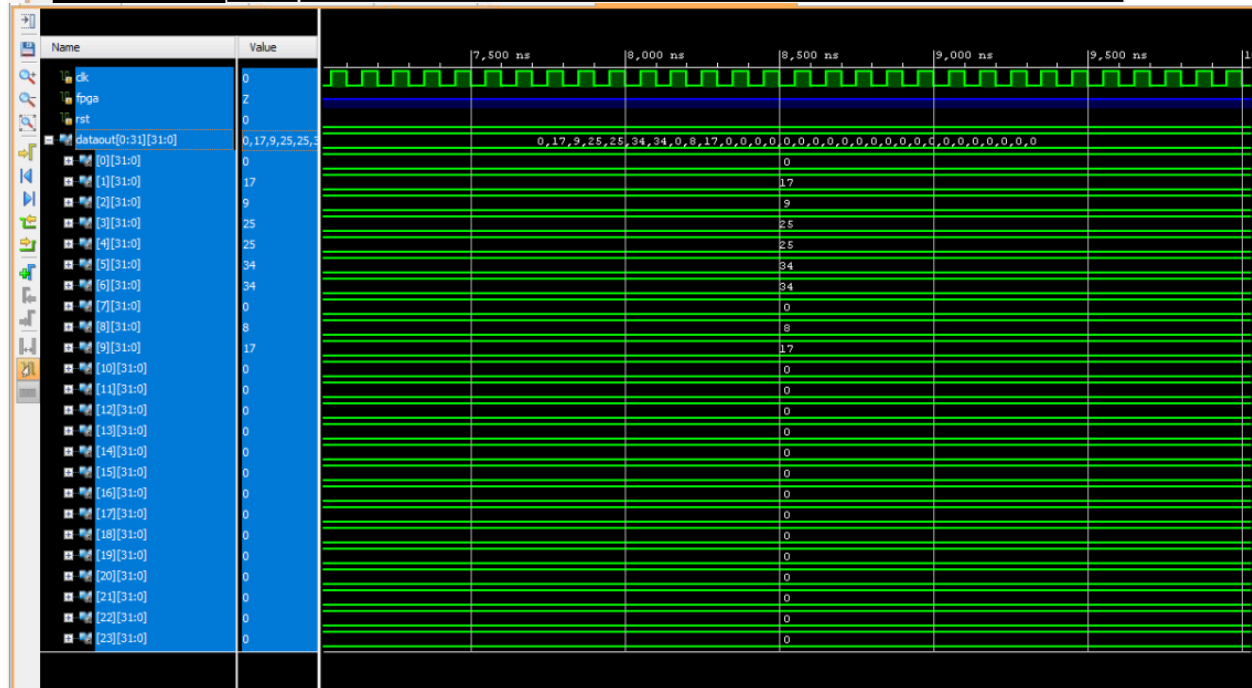 Name Value
7,500 ns 8,000 ns 8,500 ns 9,000 ns 9,500 ns
clk 0
fpga Z
rst 0
dataout[0:31][31:0] 0,17,9,25,25,3 0,17,9,25,25,34,34,0,8,17,0,0,0,0,0,0,0,0,0,0,0,0,0,0,0,0,0,0,0,0,0,0
[0][31:0] 0 0
[1][31:0] 17 17
[2][31:0] 9 9
[3][31:0] 25 25
[4][31:0] 25 25
[5][31:0] 34 34
[6][31:0] 34 34
[7][31:0] 0 0
[8][31:0] 8 8
[9][31:0] 17 17
[10][31:0] 0 0
[11][31:0] 0 0
[12][31:0] 0 0
[13][31:0] 0 0
[14][31:0] 0 0
[15][31:0] 0 0
[16][31:0] 0 0
[17][31:0] 0 0
[18][31:0] 0 0
[19][31:0] 0 0
[20][31:0] 0 0
[21][31:0] 0 0
[22][31:0] 0 0
[23][31:0] 0 0